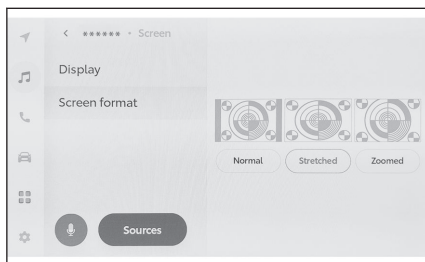 < ****** - Screen
Display
Screen format
Normal Stretched Zoomed
Sources